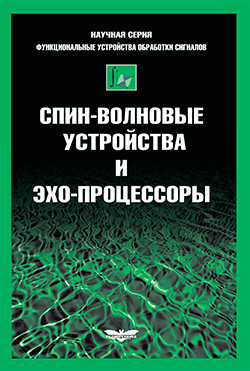 НАУЧНАЯ СЕРИЯ
ФУНКЦИОНАЛЬНЫЕ УСТРОЙСТВА ОБРАБОТКИ СИГНАЛОВ
СПИН-ВОЛНОВЫЕ
УСТРОЙСТВА
И
ЭХО-ПРОЦЕССОРЫ